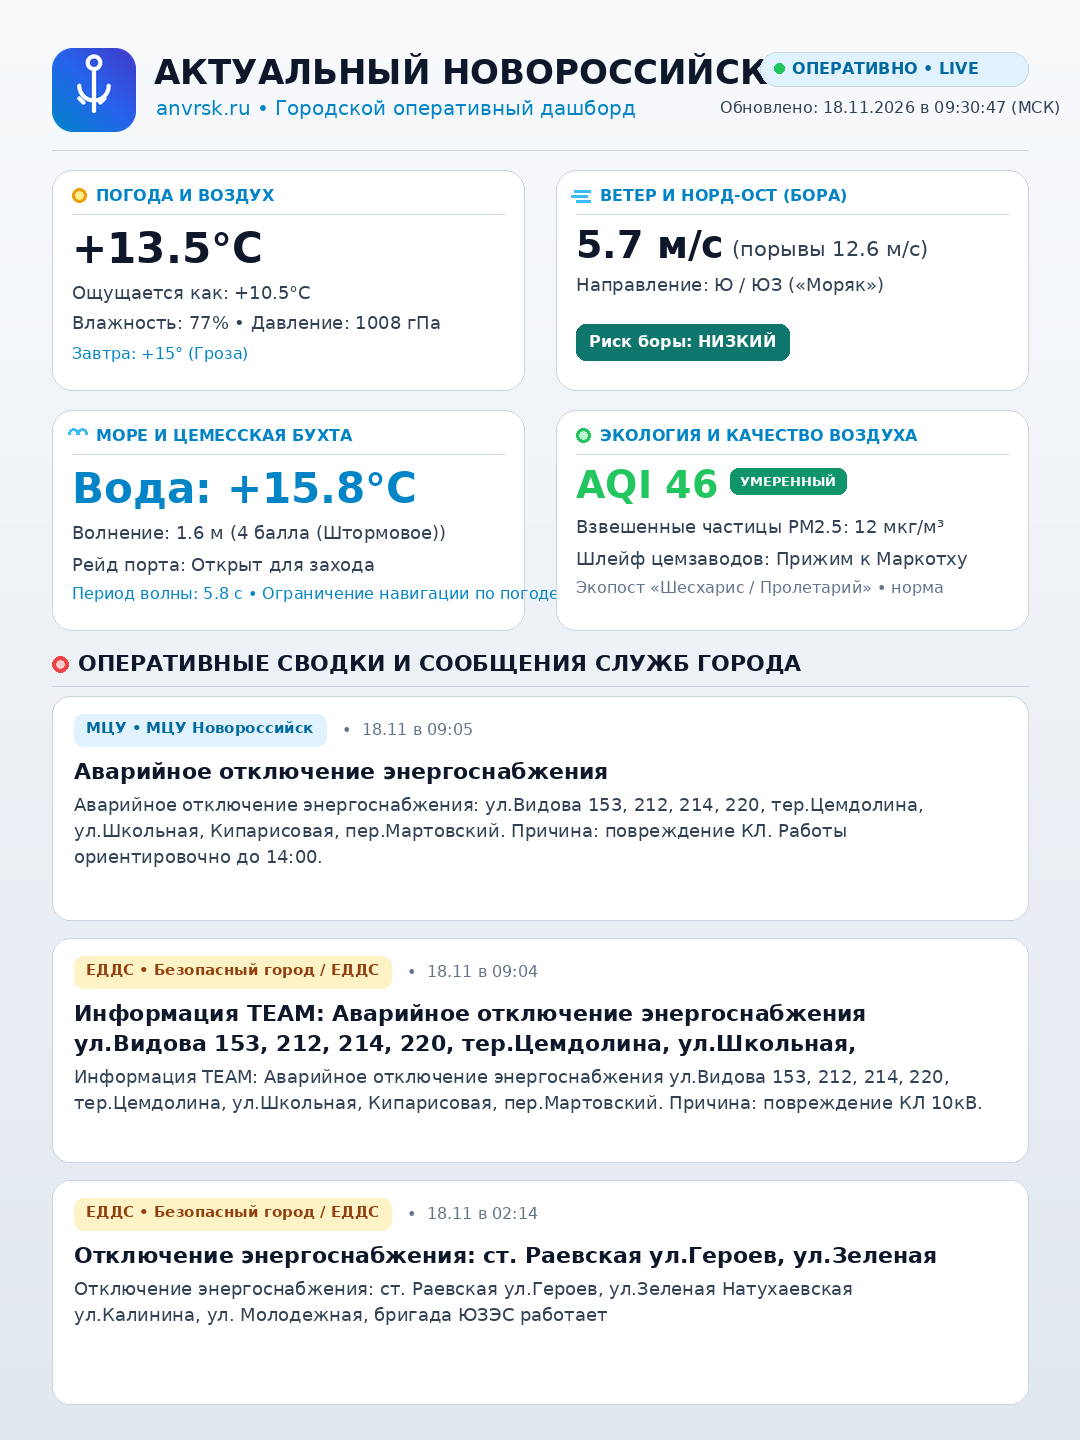 АКТУАЛЬНЫЙ НОВОРОССИЙСК
ОПЕРАТИВНО • LIVE
anvrsk.ru • Городской оперативный дашборд
Обновлено: 18.11.2026 в 09:30:47 (МСК)
ПОГОДА И ВОЗДУХ
+13.5°C
Ощущается как: +10.5°C
Влажность: 77% • Давление: 1008 гПа
Завтра: +15° (Гроза)
ВЕТЕР И НОРД-ОСТ (БОРА)
5.7 м/с (порывы 12.6 м/с)
Направление: Ю / ЮЗ («Моряк»)
Риск боры: НИЗКИЙ
МОРЕ И ЦЕМЕССКАЯ БУХТА
Вода: +15.8°C
Волнение: 1.6 м (4 балла (Штормовое))
Рейд порта: Открыт для захода
Период волны: 5.8 с • Ограничение навигации по погоде
ЭКОЛОГИЯ И КАЧЕСТВО ВОЗДУХА
AQI 46 УМЕРЕННЫЙ
Взвешенные частицы PM2.5: 12 мкг/м³
Шлейф цемзаводов: Прижим к Маркотху
Экопост «Шесхарис / Пролетарий» • норма
ОПЕРАТИВНЫЕ СВОДКИ И СООБЩЕНИЯ СЛУЖБ ГОРОДА
МЦУ • МЦУ Новороссийск • 18.11 в 09:05
Аварийное отключение энергоснабжения
Аварийное отключение энергоснабжения: ул.Видова 153, 212, 214, 220, тер.Цемдолина,
ул.Школьная, Кипарисовая, пер.Мартовский. Причина: повреждение КЛ. Работы
ориентировочно до 14:00.
ЕДДС • Безопасный город / ЕДДС • 18.11 в 09:04
Информация TEAM: Аварийное отключение энергоснабжения
ул.Видова 153, 212, 214, 220, тер.Цемдолина, ул.Школьная,
Информация TEAM: Аварийное отключение энергоснабжения ул.Видова 153, 212, 214, 220,
тер.Цемдолина, ул.Школьная, Кипарисовая, пер.Мартовский. Причина: повреждение КЛ 10кВ.
ЕДДС • Безопасный город / ЕДДС • 18.11 в 02:14
Отключение энергоснабжения: ст. Раевская ул.Героев, ул.Зеленая
Отключение энергоснабжения: ст. Раевская ул.Героев, ул.Зеленая Натухаевская
ул.Калинина, ул. Молодежная, бригада ЮЗЭС работает